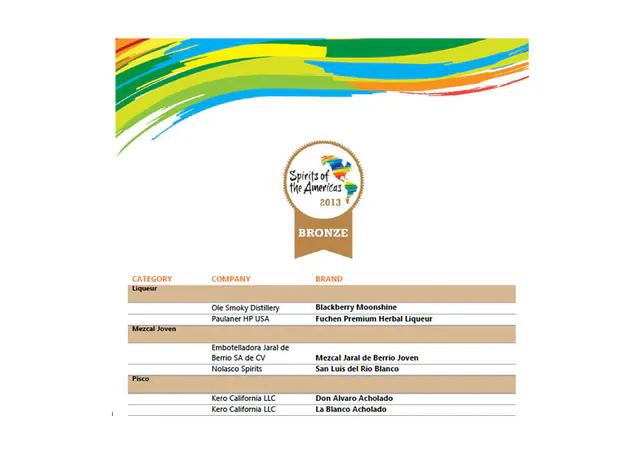 Spirits of
the Americas
2013
BRONZE
CATEGORY COMPANY BRAND
Liqueur
Ole Smoky Distillery Blackberry Moonshine
Paulaner HP USA Fuchen Premium Herbal Liqueur
Mezcal Joven
Embotelladora Jaral de
Berrio SA de CV Mezcal Jaral de Berrio Joven
Nolasco Spirits San Luis del Rio Blanco
Pisco
Kero California LLC Don Alvaro Acholado
Kero California LLC La Blanco Acholado